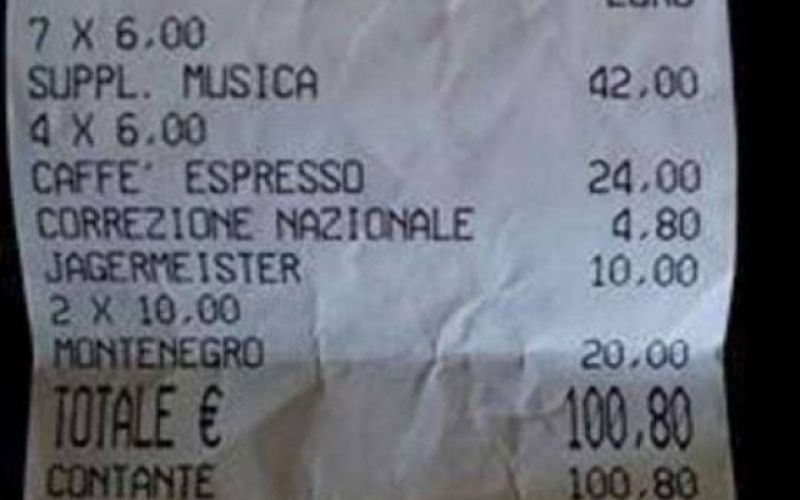 EURO
7 X 6,00
SUPPL. MUSICA 42,00
4 X 6,00
CAFFE' ESPRESSO 24,00
CORREZIONE NAZIONALE 4,80
JAGERMEISTER 10,00
2 X 10,00
MONTENEGRO 20,00
TOTALE € 100,80
CONTANTE 100,80